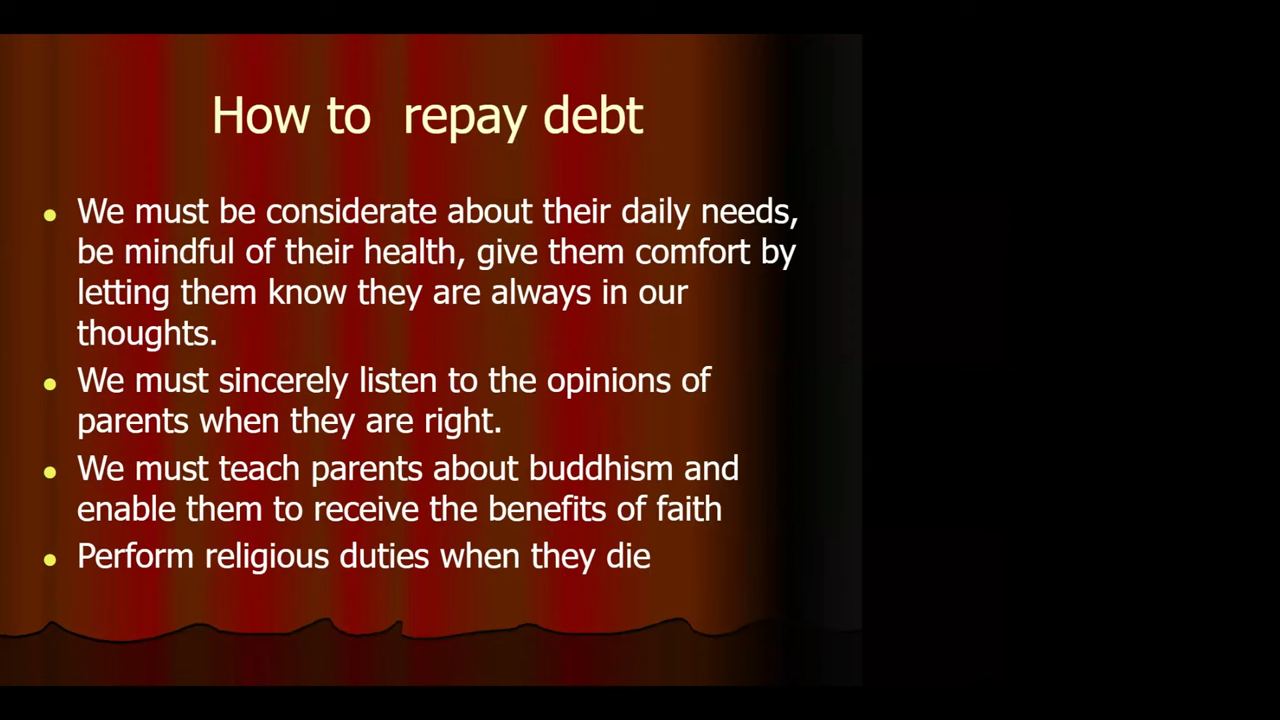 How to  repay debt
• We must be considerate about their daily needs,
be mindful of their health, give them comfort by
letting them know they are always in our
thoughts.
• We must sincerely listen to the opinions of
parents when they are right.
• We must teach parents about buddhism and
enable them to receive the benefits of faith
• Perform religious duties when they die